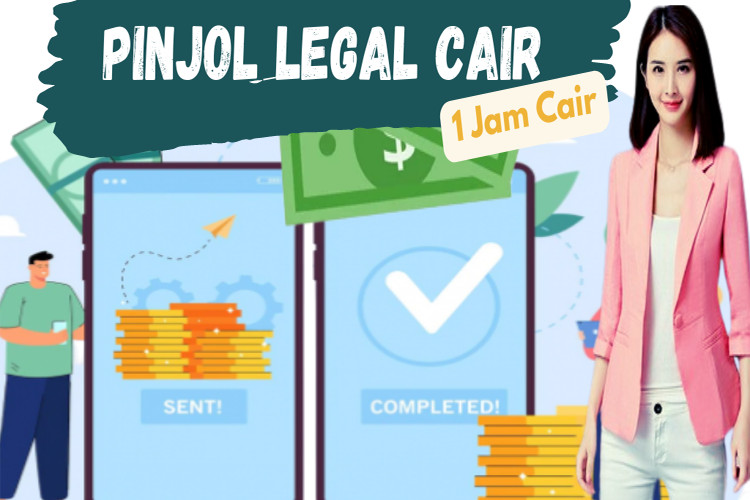 PINJOL LEGAL CAIR
1 Jam Cair
SENT!
COMPLETED!
$